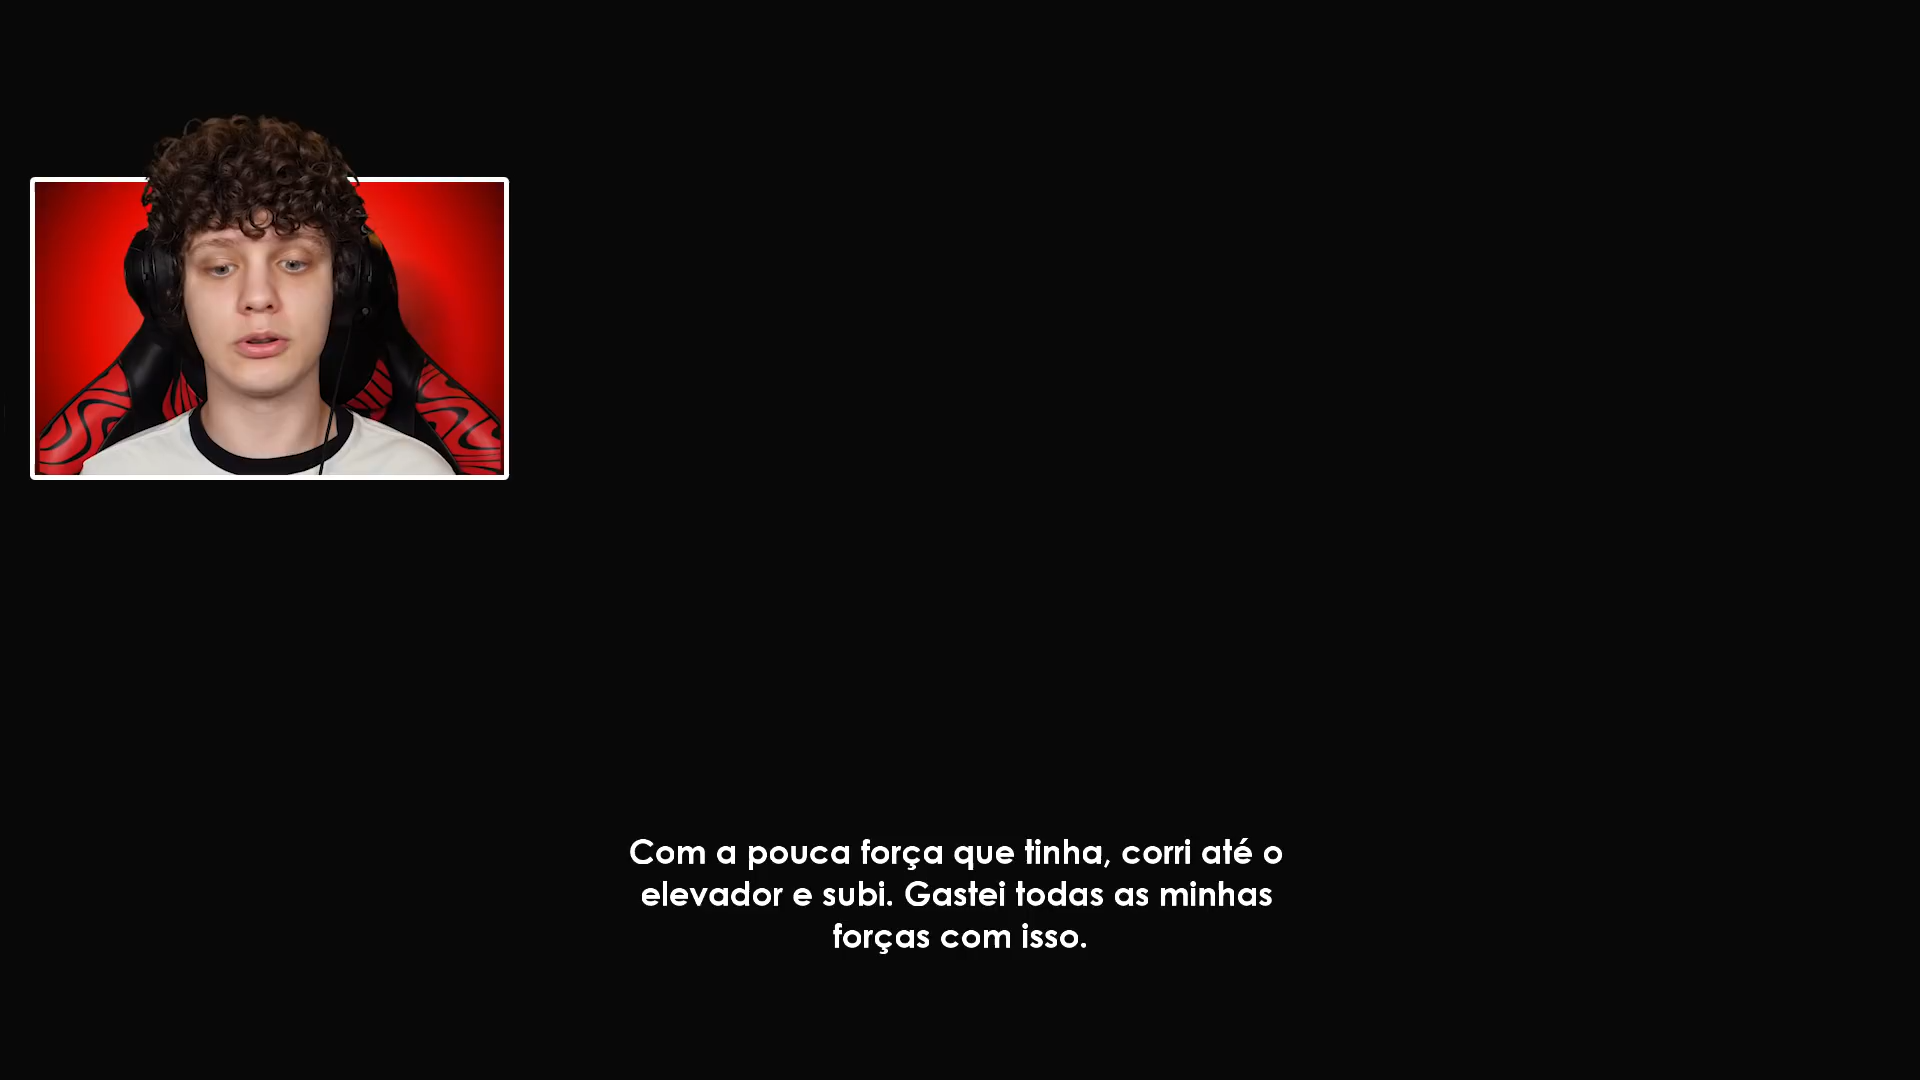 Com a pouca força que tinha, corri até o
elevador e subi. Gastei todas as minhas
forças com isso.